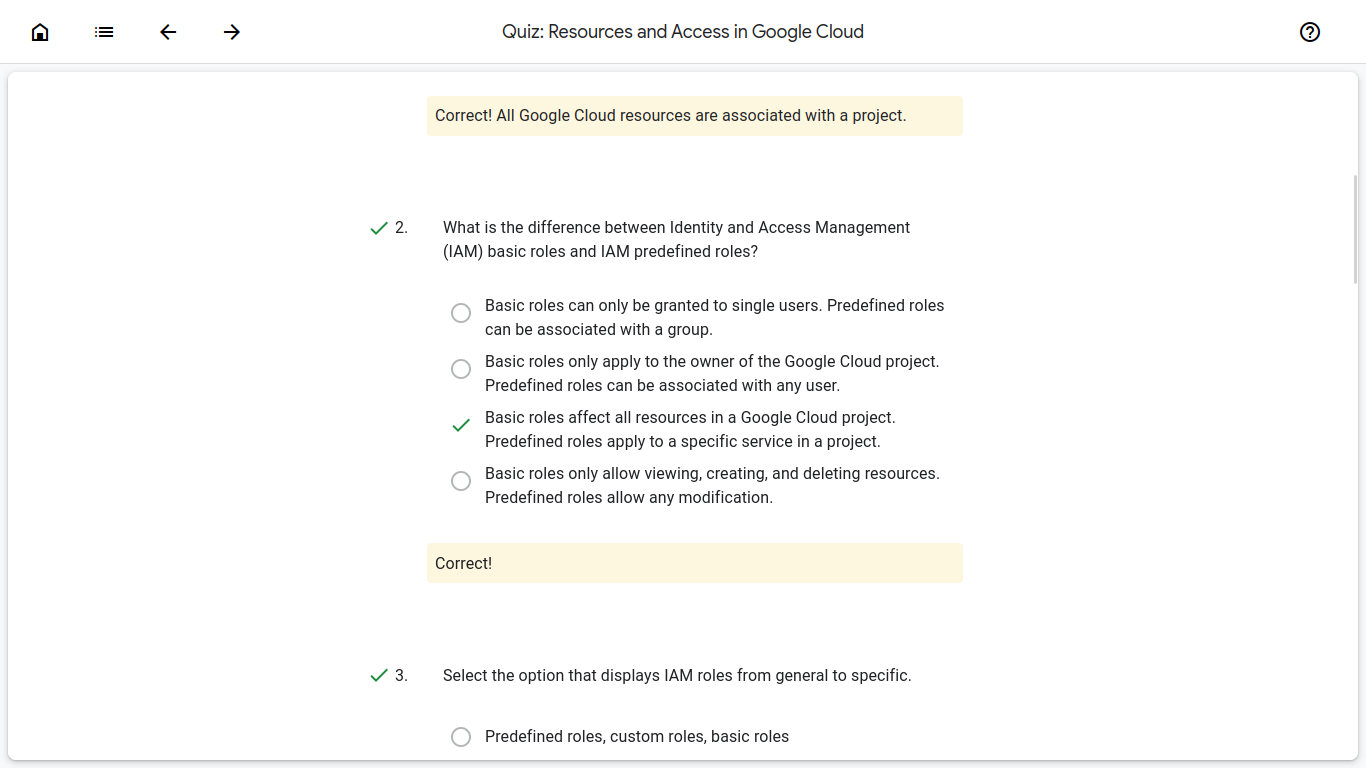 Quiz: Resources and Access in Google Cloud
Correct! All Google Cloud resources are associated with a project.
2. What is the difference between Identity and Access Management
(IAM) basic roles and IAM predefined roles?
Basic roles can only be granted to single users. Predefined roles
can be associated with a group.
Basic roles only apply to the owner of the Google Cloud project.
Predefined roles can be associated with any user.
Basic roles affect all resources in a Google Cloud project.
Predefined roles apply to a specific service in a project.
Basic roles only allow viewing, creating, and deleting resources.
Predefined roles allow any modification.
Correct!
3. Select the option that displays IAM roles from general to specific.
Predefined roles, custom roles, basic roles